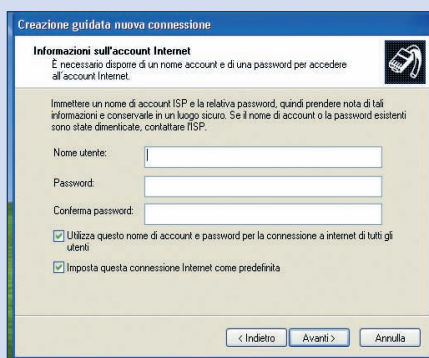 Creazione guidata nuova connessione
Informazioni sull'account Internet
È necessario disporre di un nome account e di una password per accedere
all'account Internet.
Immettere un nome di account ISP e la relativa password, quindi prendere nota di tali
informazioni e conservarle in un luogo sicuro. Se il nome di account o la password esistenti
sono state dimenticate, contattare l'ISP.
Nome utente:
Password:
Conferma password:
Utilizza questo nome di account e password per la connessione a internet di tutti gli
utenti
Imposta questa connessione Internet come predefinita
< Indietro
Avanti >
Annulla